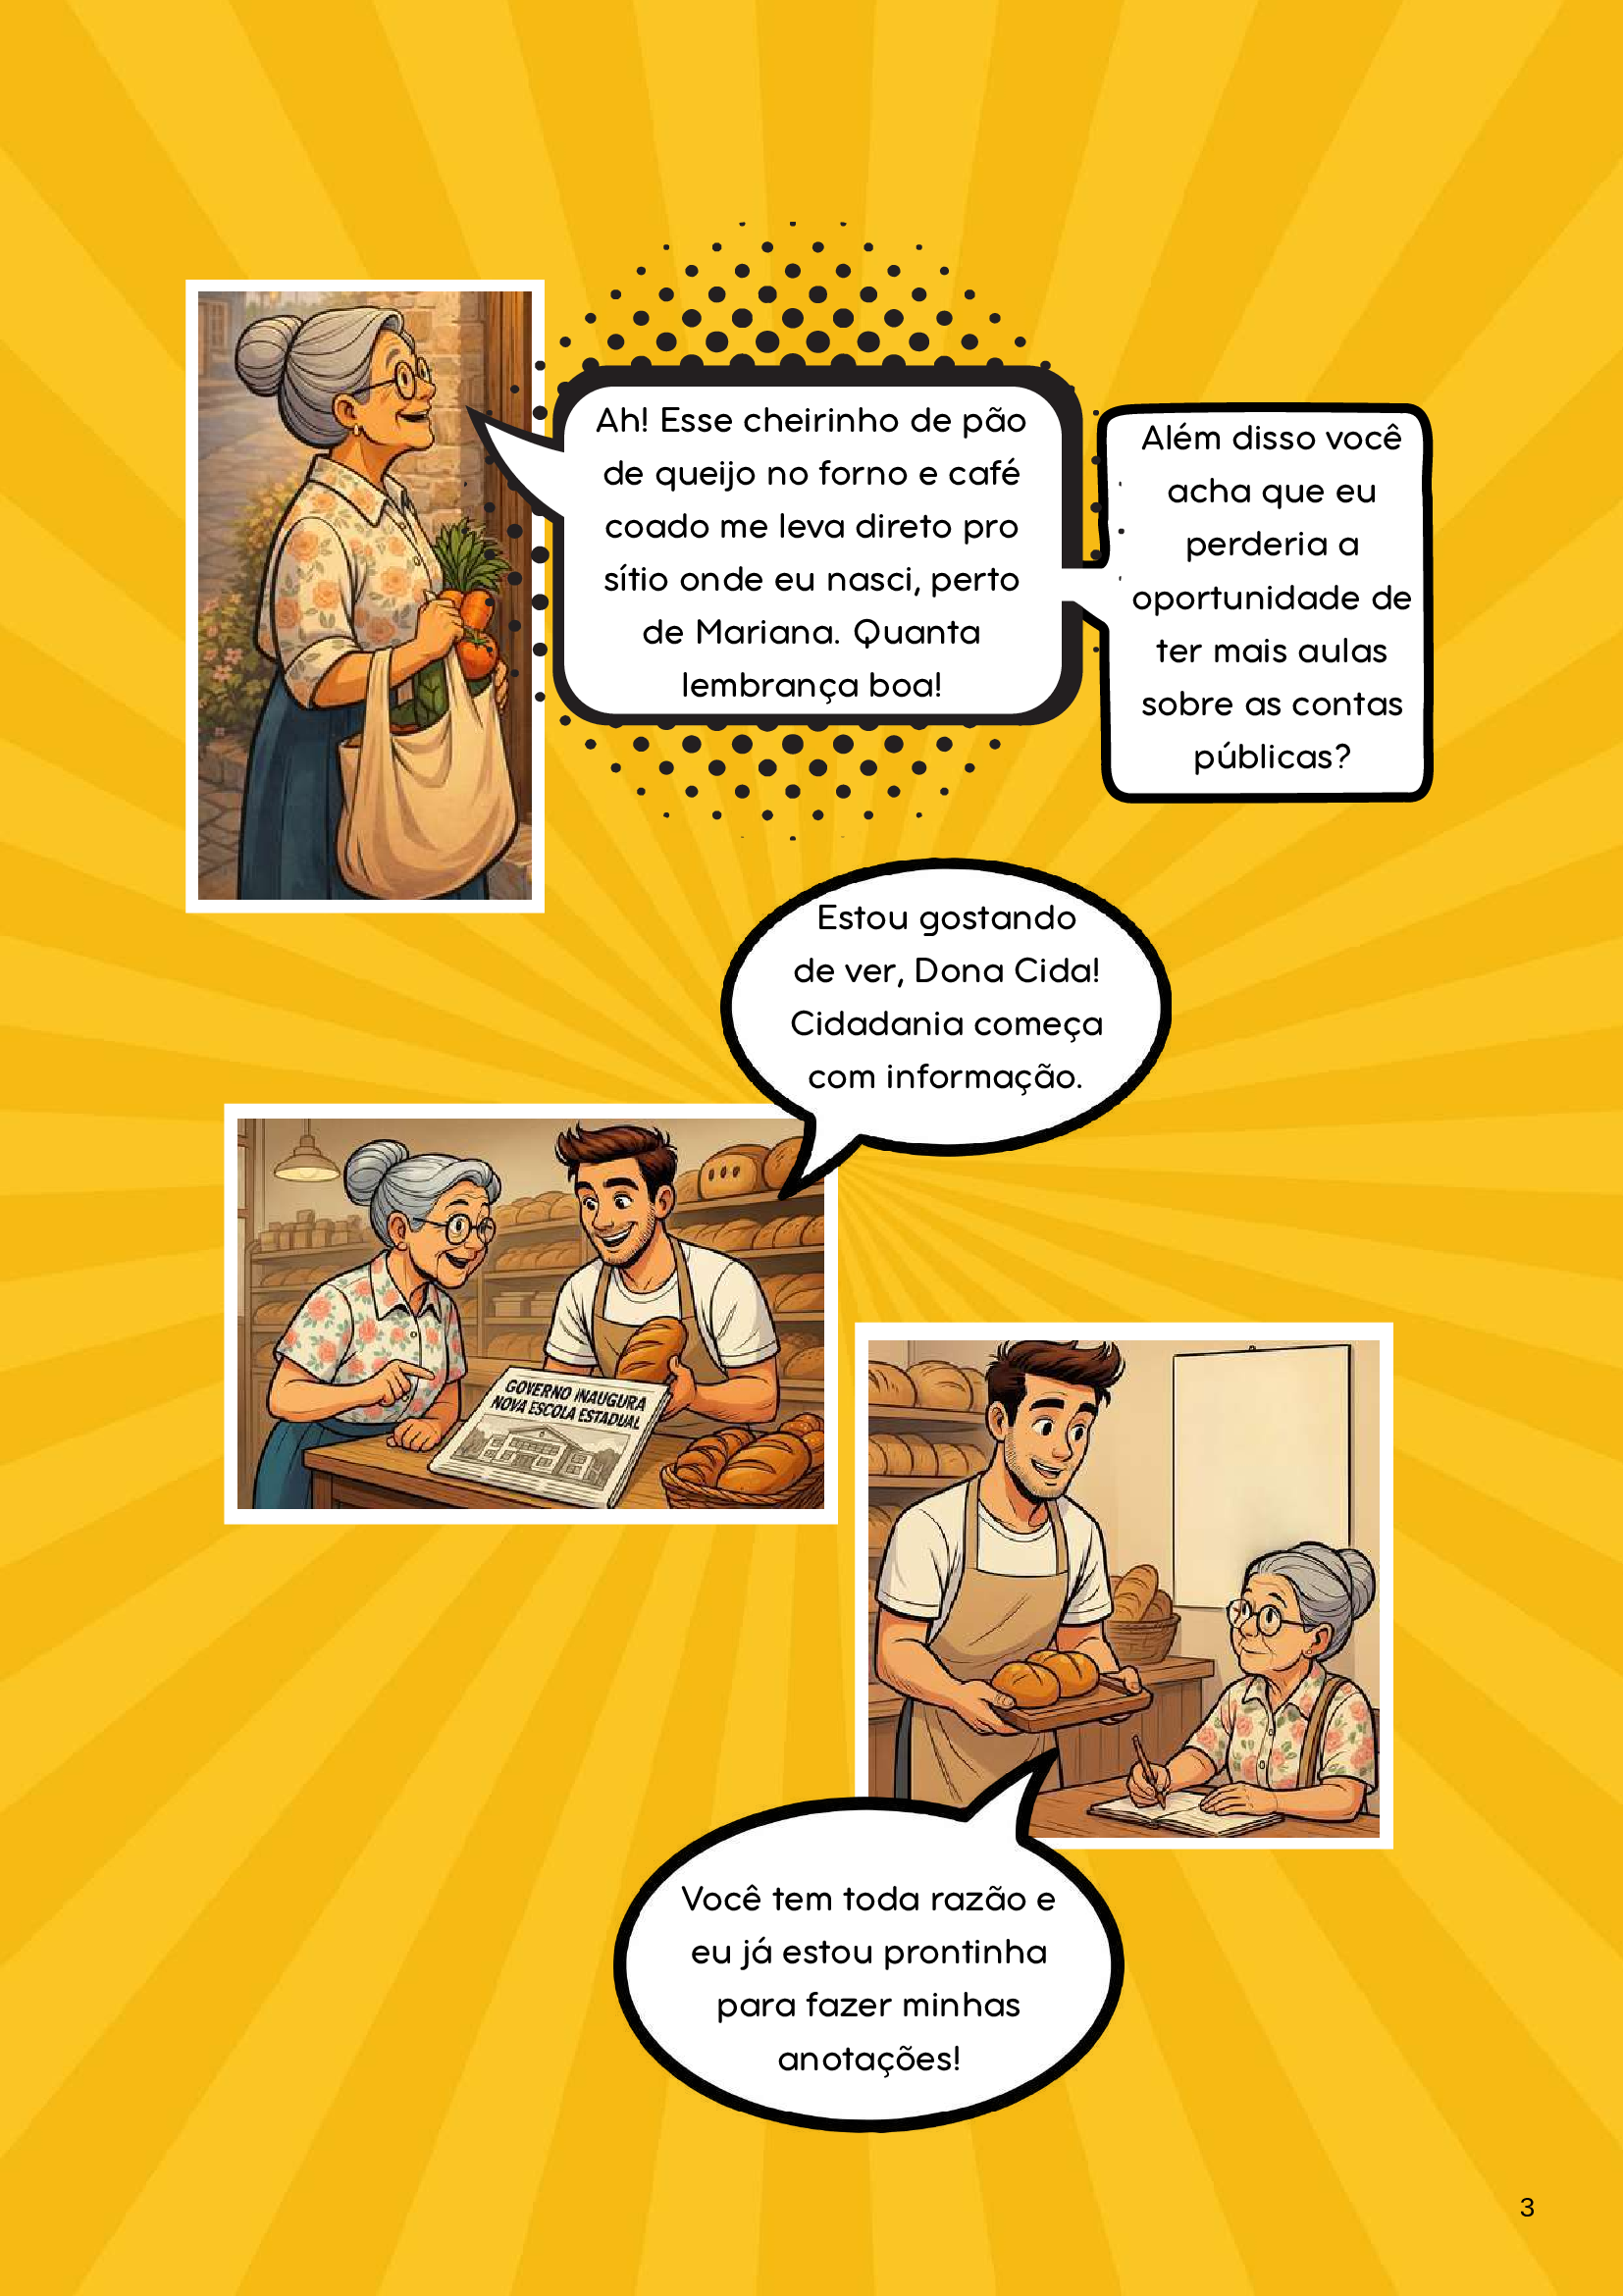 Ah! Esse cheirinho de pão
de queijo no forno e café
coado me leva direto pro
sítio onde eu nasci, perto
de Mariana. Quanta
lembrança boa!
Além disso você
acha que eu
perderia a
oportunidade de
ter mais aulas
sobre as contas
públicas?
Estou gostando
de ver, Dona Cida!
Cidadania começa
com informação.
GOVERNO INAUGURA
NOVA ESCOLA ESTADUAL
Você tem toda razão e
eu já estou prontinha
para fazer minhas
anotações!
3